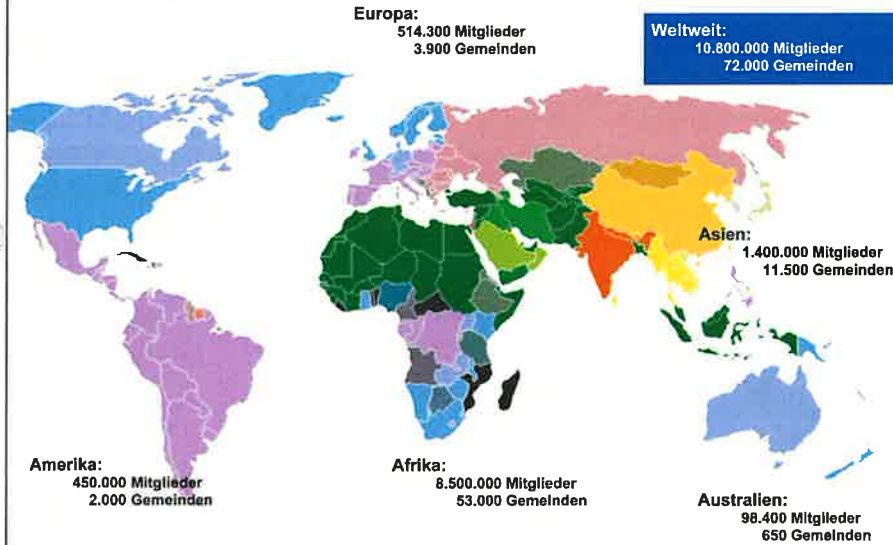 Europa:
514.300 Mitglieder
3.900 Gemeinden
Weltweit:
10.800.000 Mitglieder
72.000 Gemeinden
Asien:
1.400.000 Mitglieder
11.500 Gemeinden
Amerika:
450.000 Mitglieder
2.000 Gemeinden
Afrika:
8.500.000 Mitglieder
53.000 Gemeinden
Australien:
98.400 Mitglieder
650 Gemeinden